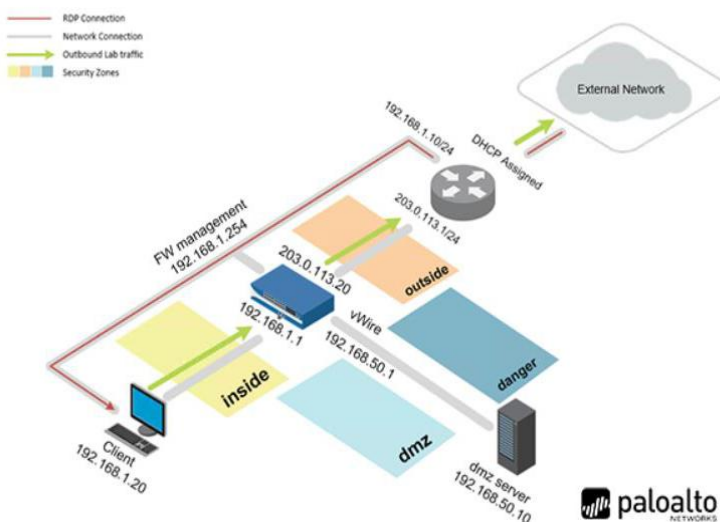 RDP Connection
Network Connection
Outbound Lab traffic
Security Zones
External Network
192.168.1.10/24
DHCP Assigned
203.0.113.1/24
FW management
192.168.1.254
203.0.113.20
outside
192.168.1.1
vWire
192.168.50.1
danger
inside
dmz
Client
192.168.1.20
dmz server
192.168.50.10
paloalto
NETWORKS